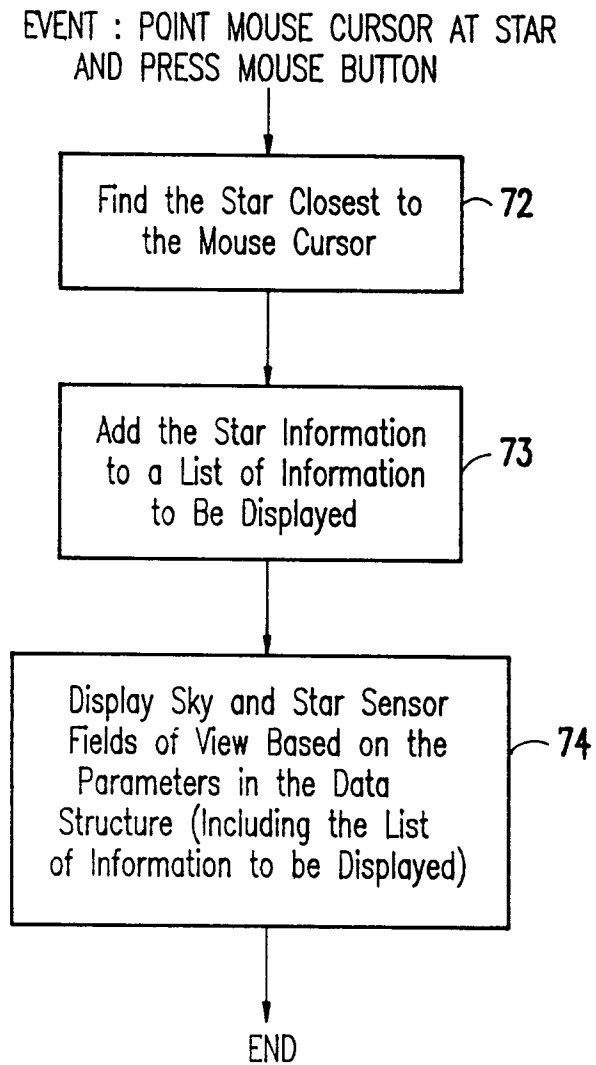 EVENT : POINT MOUSE CURSOR AT STAR
AND PRESS MOUSE BUTTON
Find the Star Closest to
the Mouse Cursor
72
Add the Star Information
to a List of Information
to Be Displayed
73
Display Sky and Star Sensor
Fields of View Based on the
Parameters in the Data
Structure (Including the List
of Information to be Displayed)
74
END